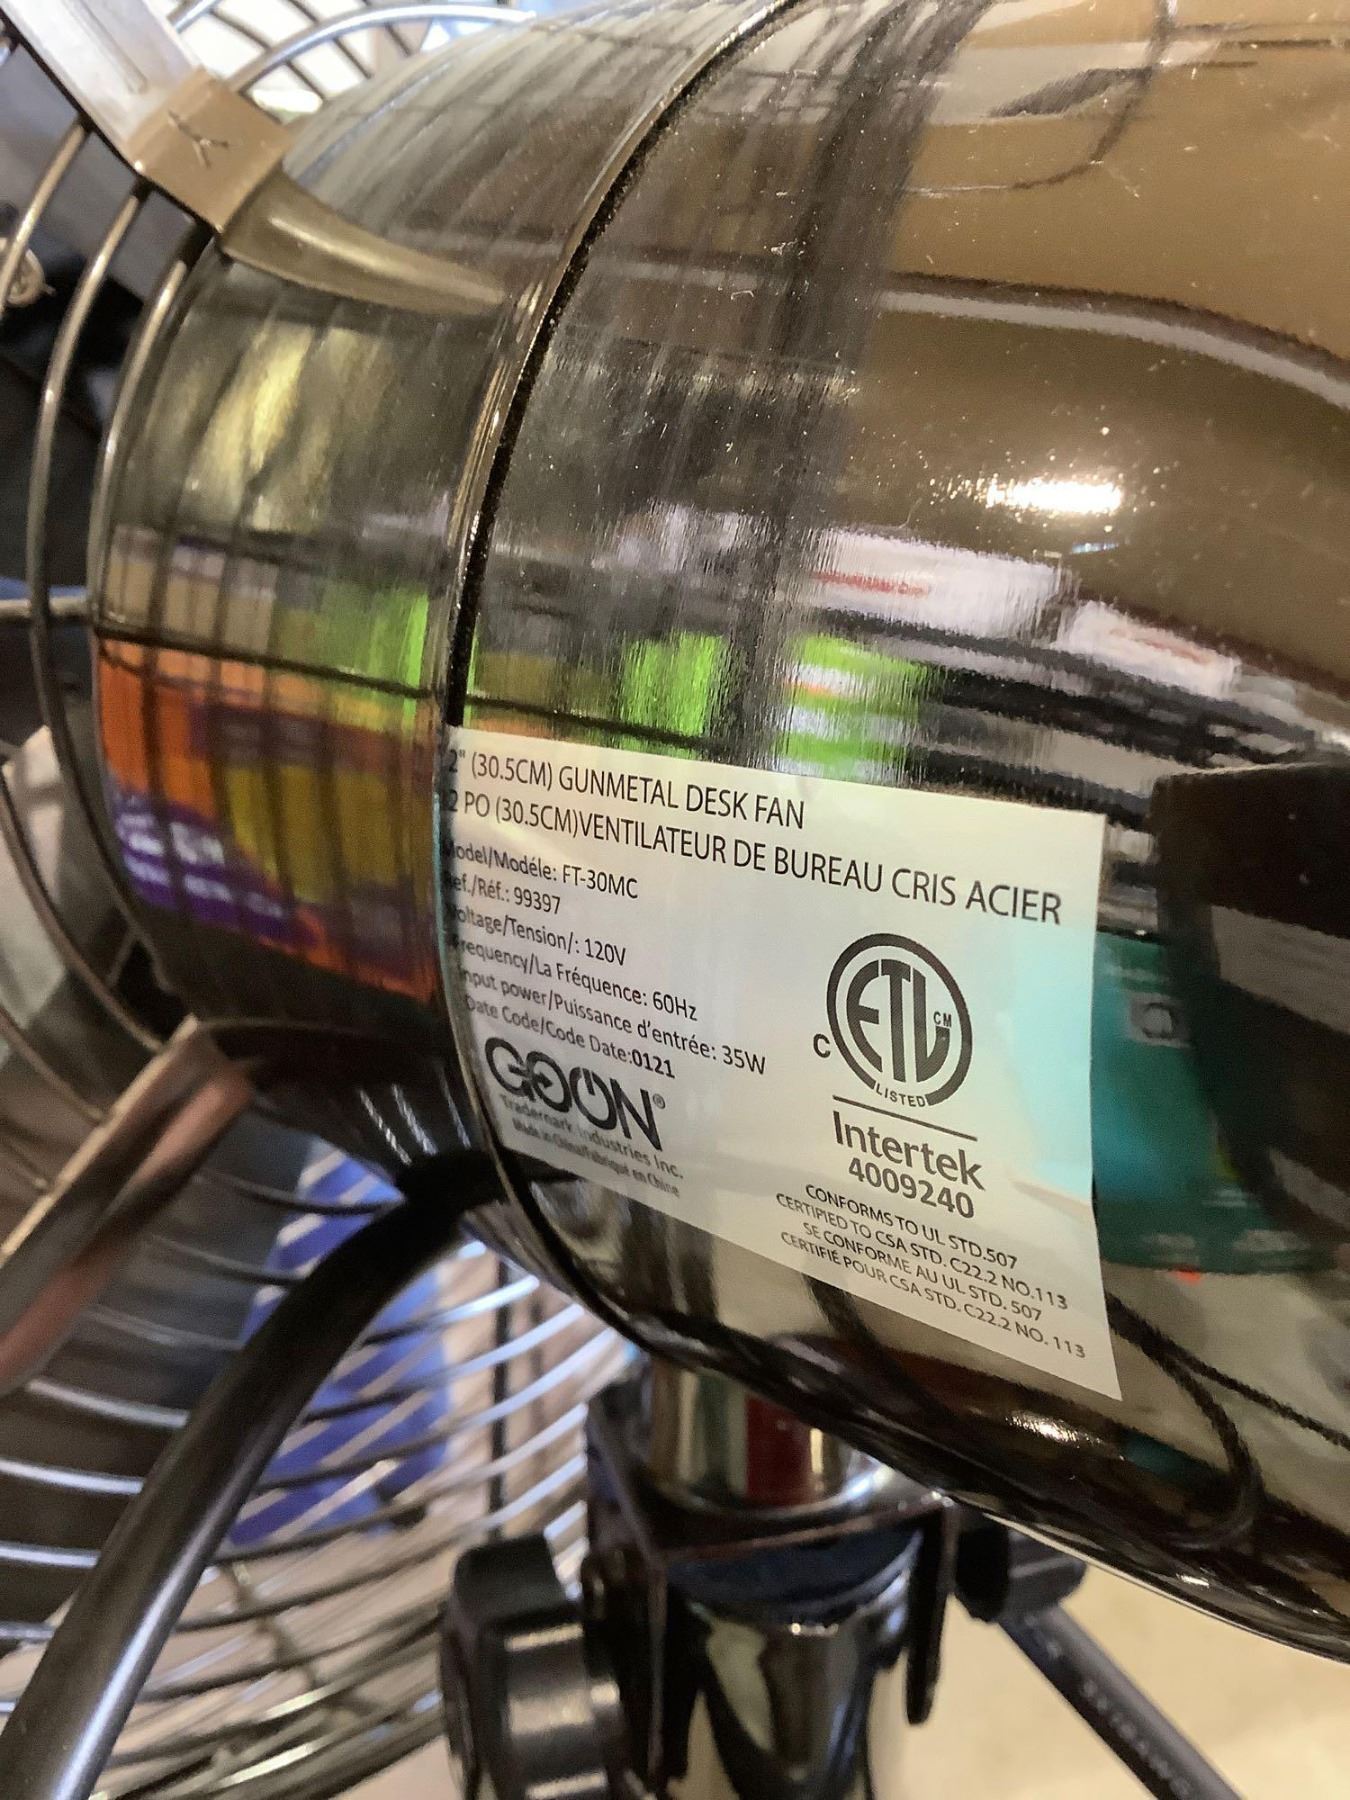 2" (30.5CM) GUNMETAL DESK FAN
2 PO (30.5CM)VENTILATEUR DE BUREAU CRIS ACIER
Model/Modéle: FT-30MC
Ref./Réf.: 99397
Voltage/Tension/: 120V
Frequency/La Fréquence: 60Hz
Input power/Puissance d'entrée: 35W
Date Code/Code Date:0121
GOON®
Trademark Industries Inc.
Made in China/Fabriqué en Chine
C ETL CM
LISTED
Intertek
4009240
CONFORMS TO UL STD.507
CERTIPIED TO CSA STD. C22.2 NO.113
SE CONFORME AU UL STD. 507
CERTIFIÉ POUR CSA STD. C22.2 NO. 113